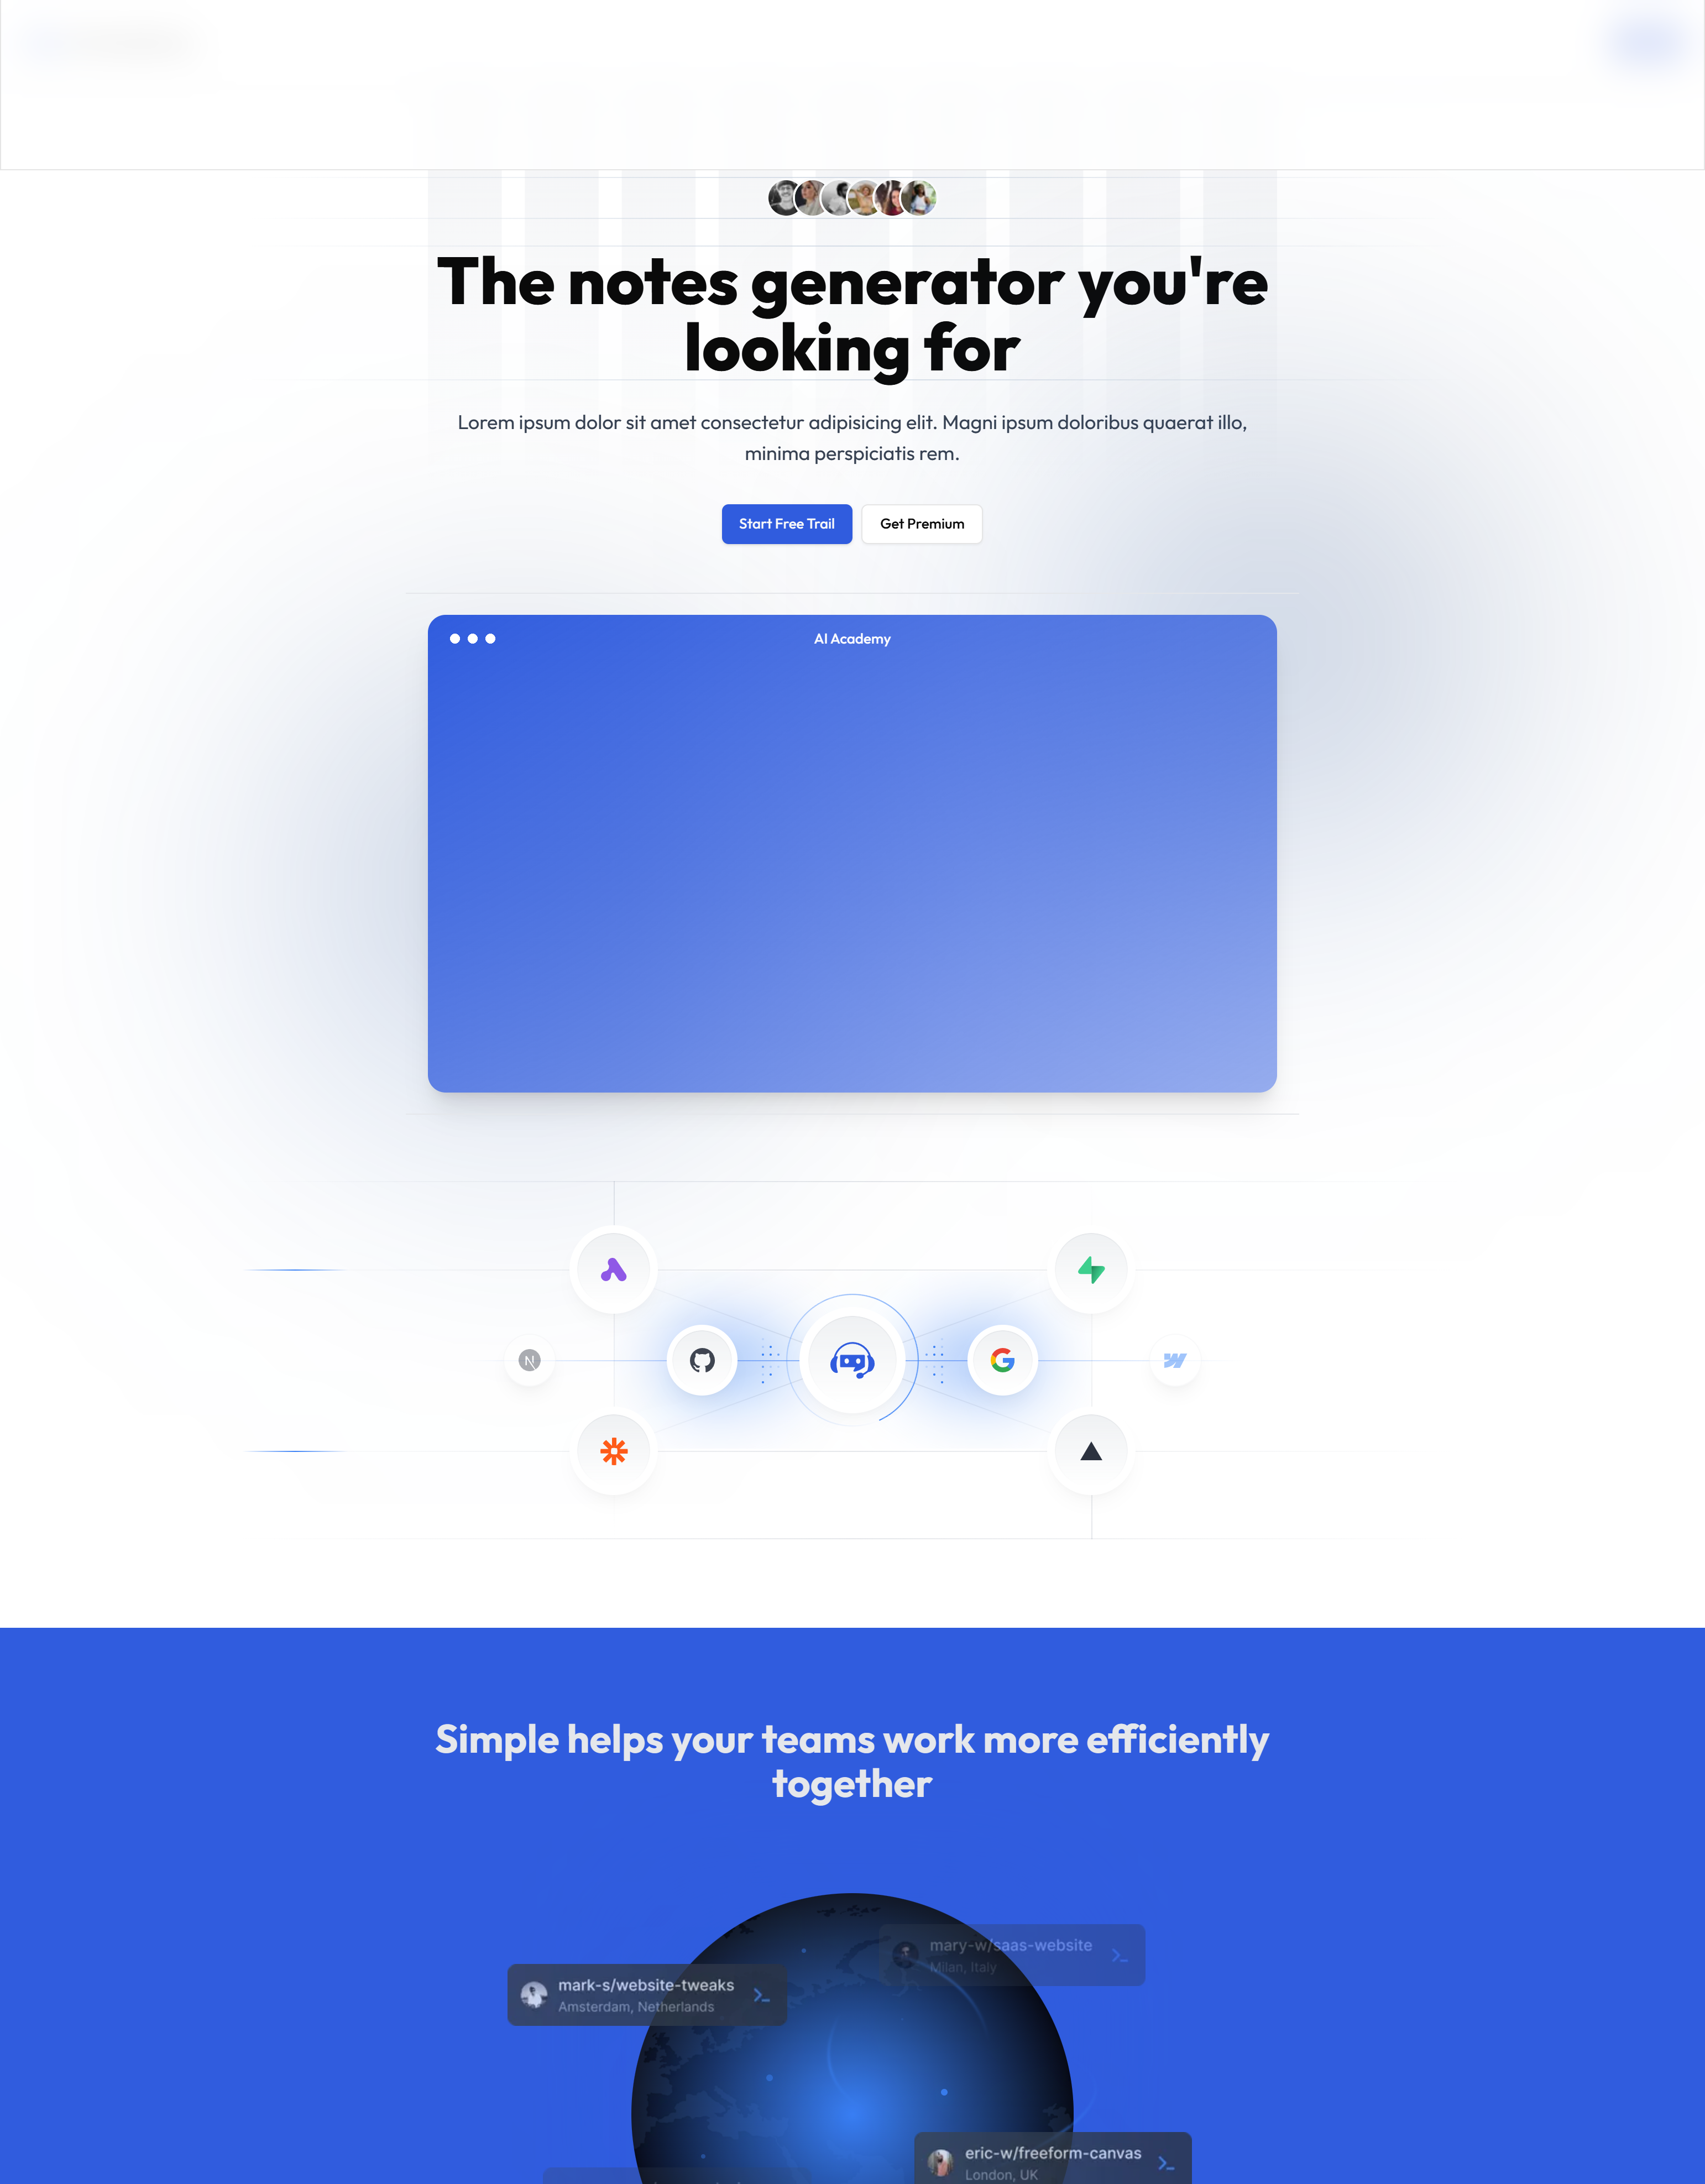 The notes generator you're
looking for
Lorem ipsum dolor sit amet consectetur adipisicing elit. Magni ipsum doloribus quaerat illo,
minima perspiciatis rem.
Start Free Trail
Get Premium
AI Academy
N
Simple helps your teams work more efficiently
together
mary-w/saas-website
Milan, Italy
mark-s/website-tweaks
Amsterdam, Netherlands
eric-w/freeform-canvas
London, UK